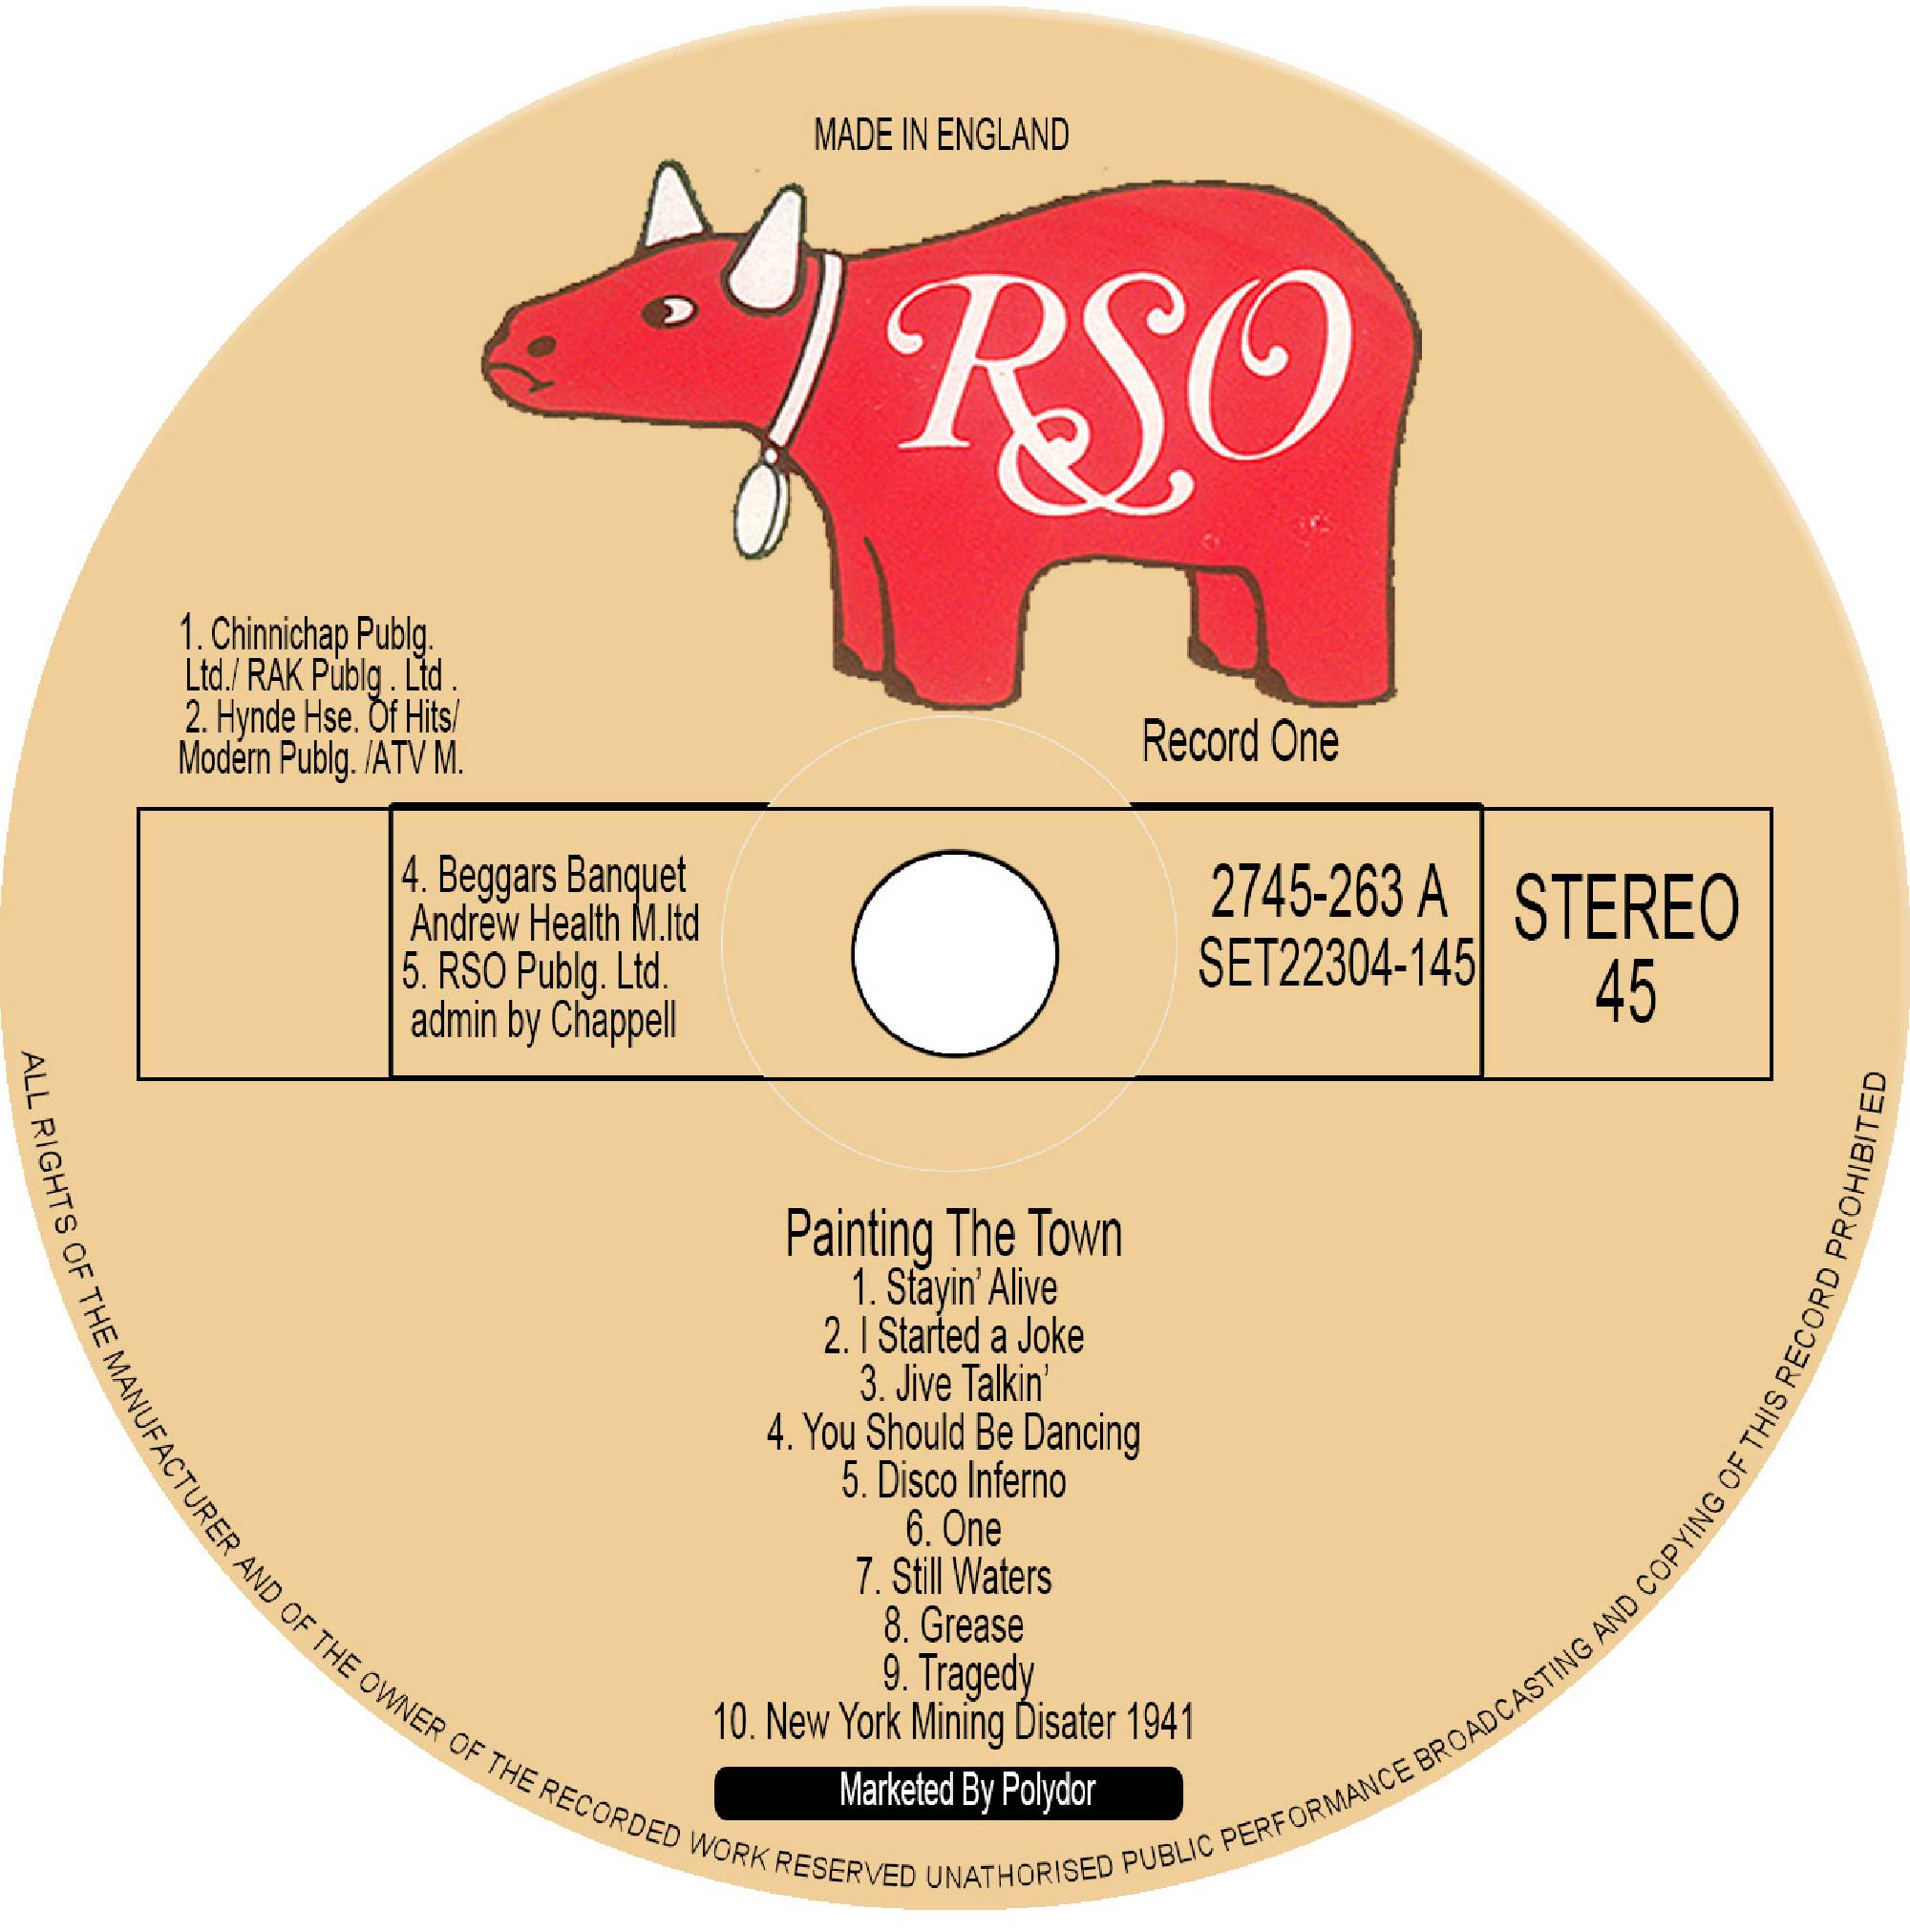 MADE IN ENGLAND
RSO
1. Chinnichap Publg.
Ltd./ RAK Publg . Ltd .
2. Hynde Hse. Of Hits/
Modern Publg. /ATV M.
Record One
4. Beggars Banquet
Andrew Health M.ltd
5. RSO Publg. Ltd.
admin by Chappell
2745-263 A
SET22304-145
STEREO
45
Painting The Town
1. Stayin' Alive
2. I Started a Joke
3. Jive Talkin'
4. You Should Be Dancing
5. Disco Inferno
6. One
7. Still Waters
8. Grease
9. Tragedy
10. New York Mining Disater 1941
Marketed By Polydor
ALL RIGHTS OF THE MANUFACTURER AND OF THE OWNER OF THE RECORDED WORK RESERVED UNATHORISED PUBLIC PERFORMANCE BROADCASTING AND COPYING OF THIS RECORD PROHIBITED